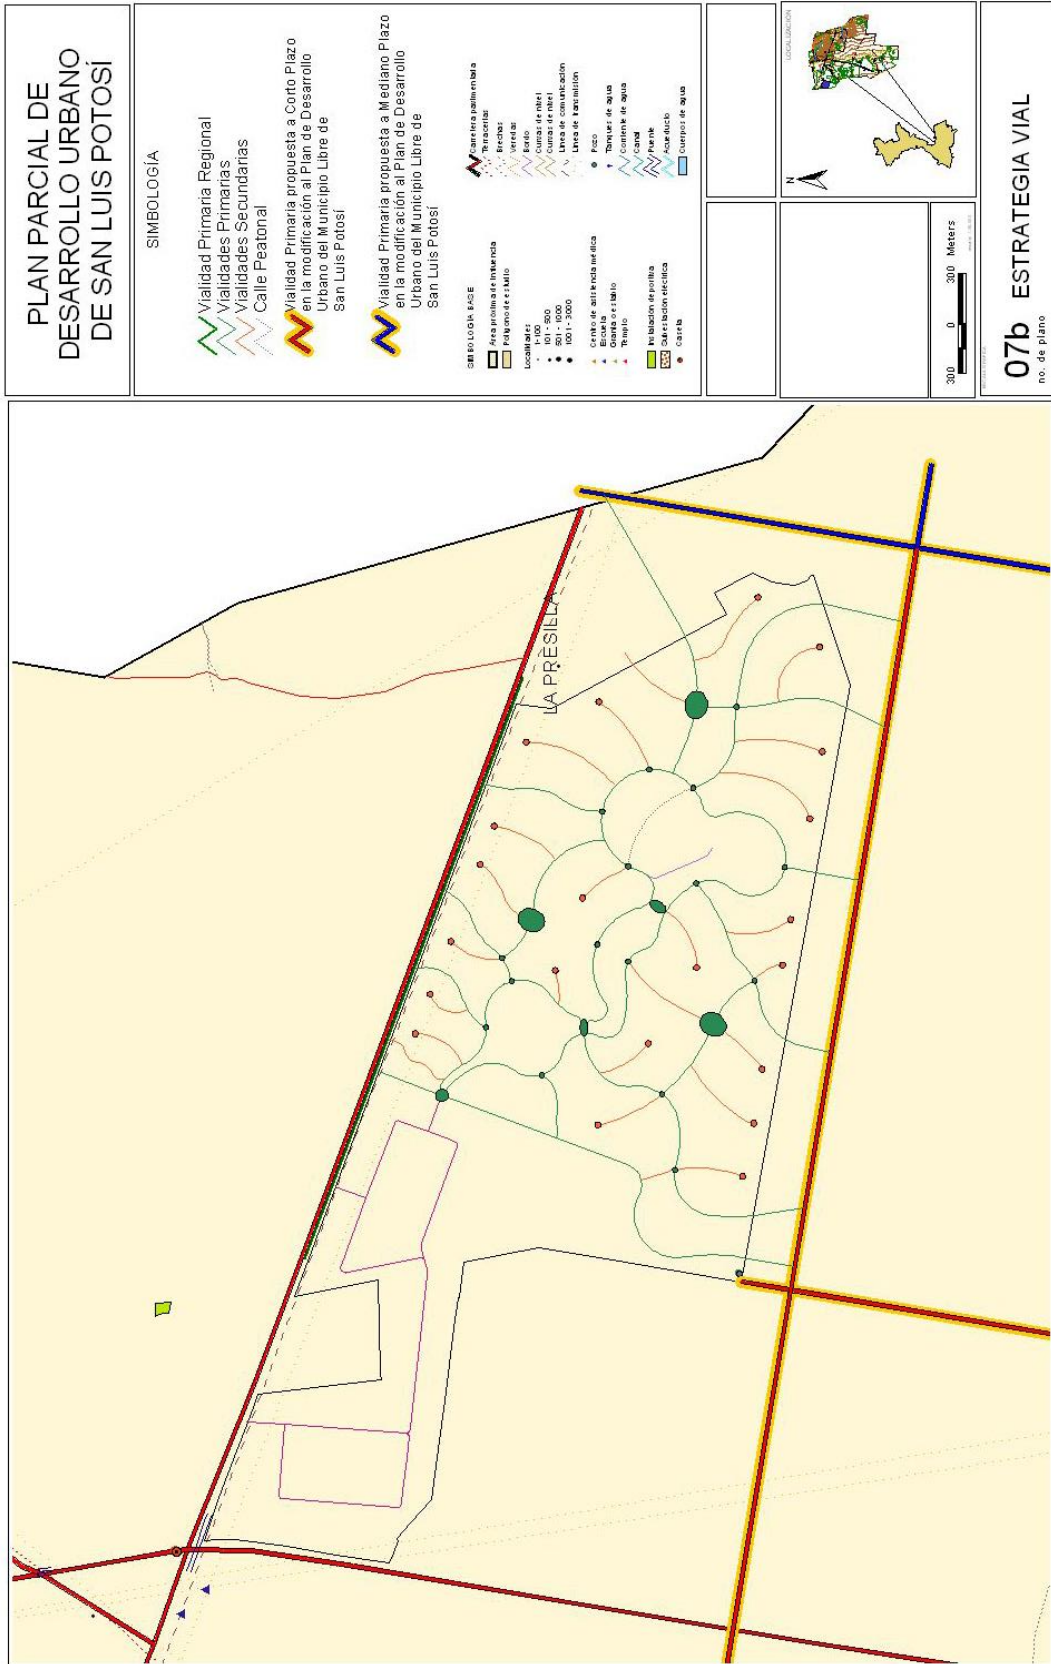 PLAN PARCIAL DE
DESARROLLO URBANO
DE SAN LUIS POTOSÍ
SIMBOLOGÍA
Vialidad Primaria Regional
Vialidades Primarias
Vialidades Secundarias
Calle Peatonal
Vialidad Primaria propuesta a Corto Plazo
en la modificación al Plan de Desarrollo
Urbano del Municipio Libre de
San Luis Potosí
Vialidad Primaria propuesta a Mediano Plazo
en la modificación al Plan de Desarrollo
Urbano del Municipio Libre de
San Luis Potosí
SIMBOLOGÍA BASE
Area próxima de influencia
Polígono de estudio
Localidades
1-100
101 - 500
501 - 1000
1001 - 3000
Centro de asistencia médica
Escuela
Granja o establo
Templo
Instalación deportiva
Subestación eléctrica
Caseta
Carretera pavimentada
Terracerías
Brechas
Veredas
Bordo
Curvas de nivel
Curvas de nivel
Línea de comunicación
Línea de transmisión
Pozo
Tanques de agua
Corriente de agua
Canal
Puente
Acueducto
Cuerpos de agua
LOCALIZACIÓN
N
300 0 300 Meters
07b ESTRATEGIA VIAL
no. de plano
LA PRESILLA